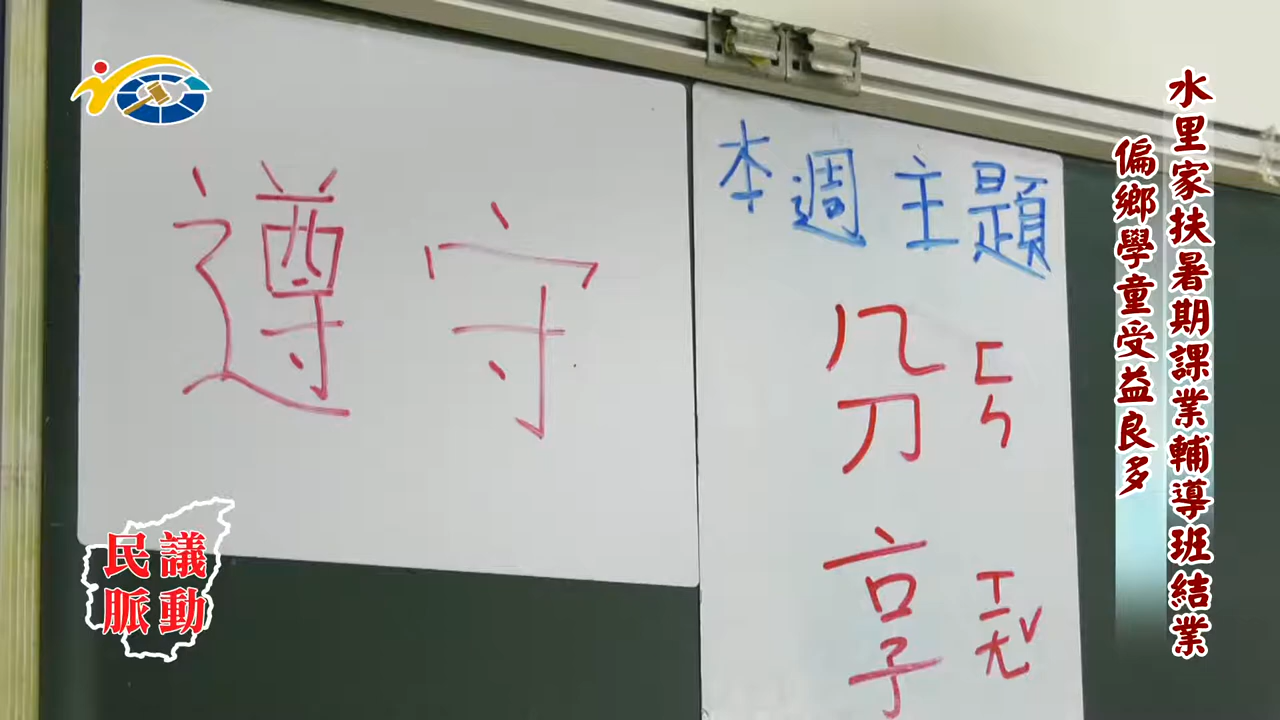 遵守
本週主題
分ㄈㄣ
享ㄒㄧㄤˇ
水里家扶暑期課業輔導班結業
偏鄉學童受益良多
民議
脈動